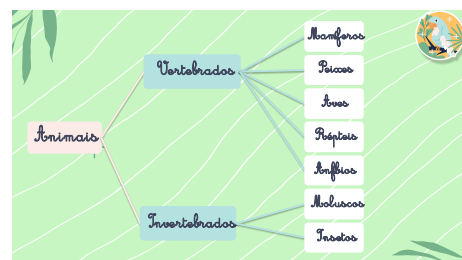 Animais
Vertebrados
Mamíferos
Peixes
Aves
Répteis
Anfíbios
Invertebrados
Moluscos
Insetos